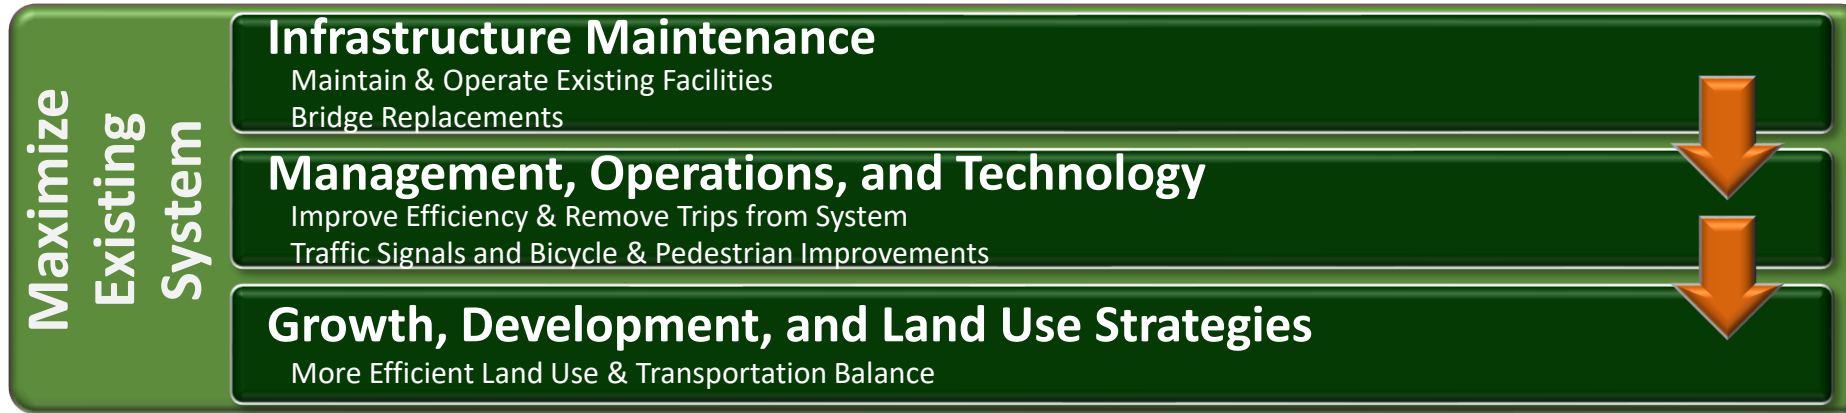 Maximize
Existing
System
Infrastructure Maintenance
Maintain & Operate Existing Facilities
Bridge Replacements
Management, Operations, and Technology
Improve Efficiency & Remove Trips from System
Traffic Signals and Bicycle & Pedestrian Improvements
Growth, Development, and Land Use Strategies
More Efficient Land Use & Transportation Balance